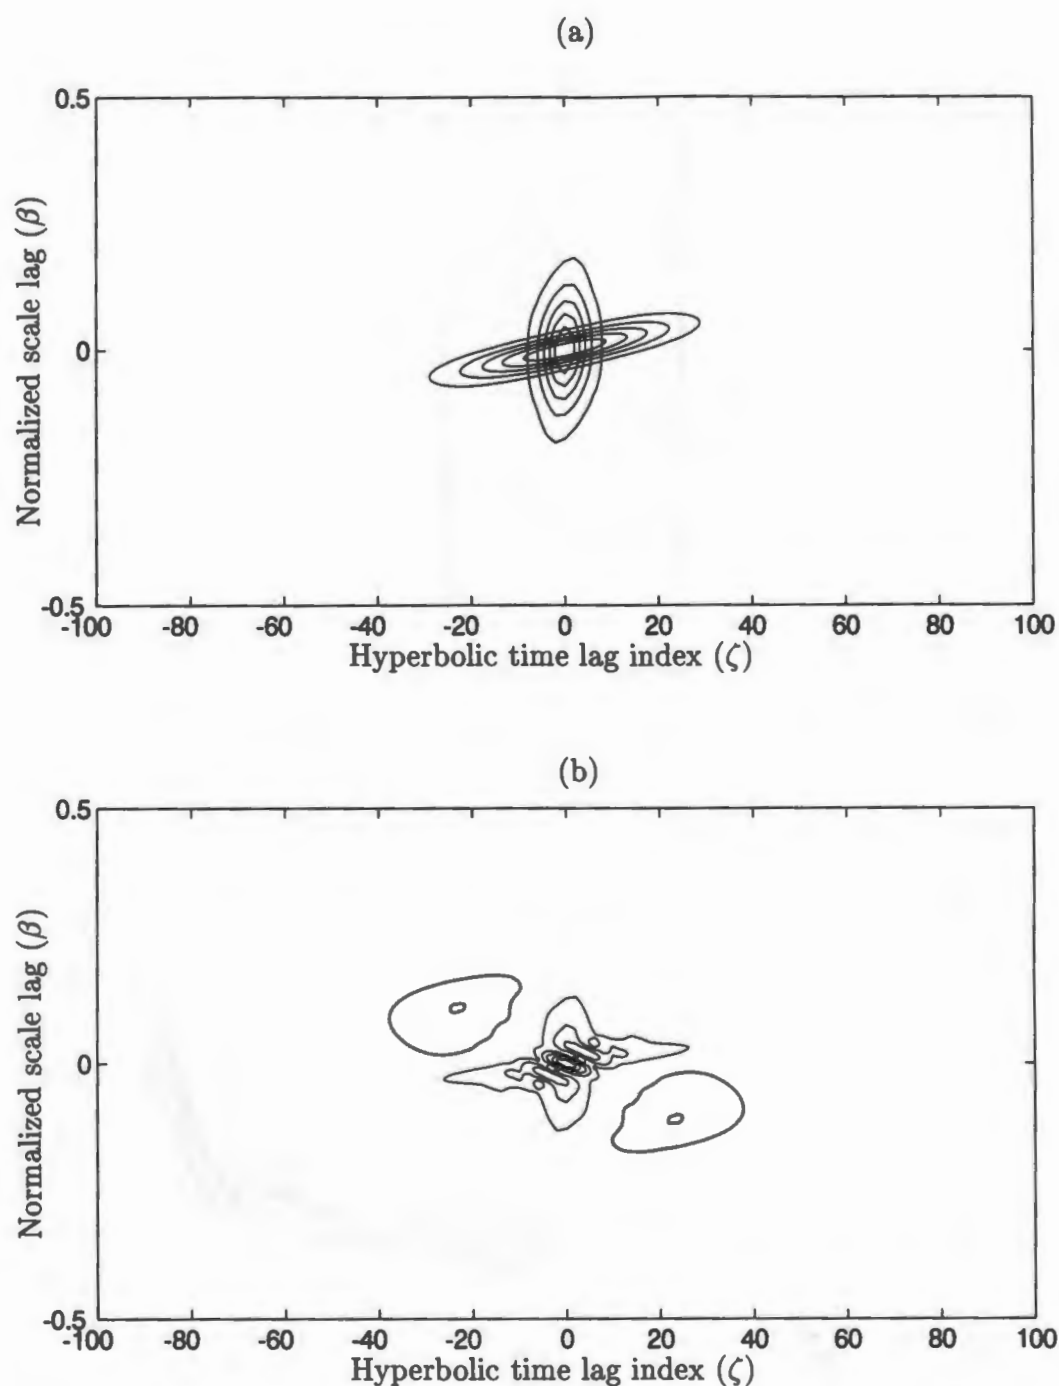 (a)
0.5
Normalized scale lag (β)
0
-0.5
-100 -80 -60 -40 -20 0 20 40 60 80 100
Hyperbolic time lag index (ζ)
(b)
0.5
Normalized scale lag (β)
0
-0.5
-100 -80 -60 -40 -20 0 20 40 60 80 100
Hyperbolic time lag index (ζ)